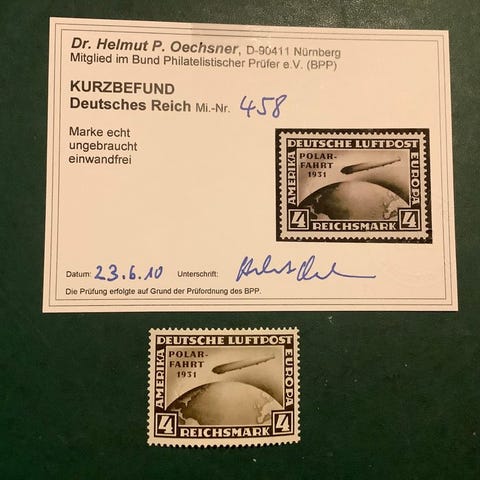 Dr. Helmut P. Oechsner, D-90411 Nürnberg
Mitglied im Bund Philatelistischer Prüfer e.V. (BPP)
KURZBEFUND
Deutsches Reich Mi.-Nr. 458
Marke echt
ungebraucht
einwandfrei
DEUTSCHE LUFTPOST
AMERIKA
POLAR-
FAHRT
1931
EUROPA
4 REICHSMARK 4
Datum: 23.6.10 Unterschrift:
Die Prüfung erfolgte auf Grund der Prüfordnung des BPP.
DEUTSCHE LUFTPOST
AMERIKA
POLAR-
FAHRT
1931
EUROPA
4 REICHSMARK 4